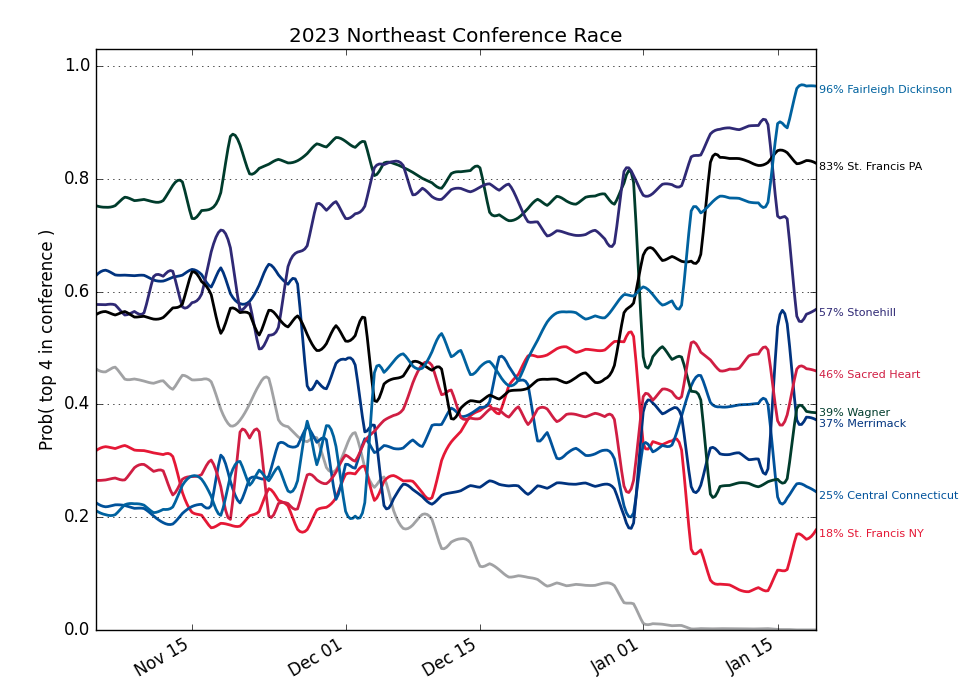 2023 Northeast Conference Race
Prob( top 4 in conference )
1.0
0.8
0.6
0.4
0.2
0.0
Nov 15
Dec 01
Dec 15
Jan 01
Jan 15
96% Fairleigh Dickinson
83% St. Francis PA
57% Stonehill
46% Sacred Heart
39% Wagner
37% Merrimack
25% Central Connecticut
18% St. Francis NY